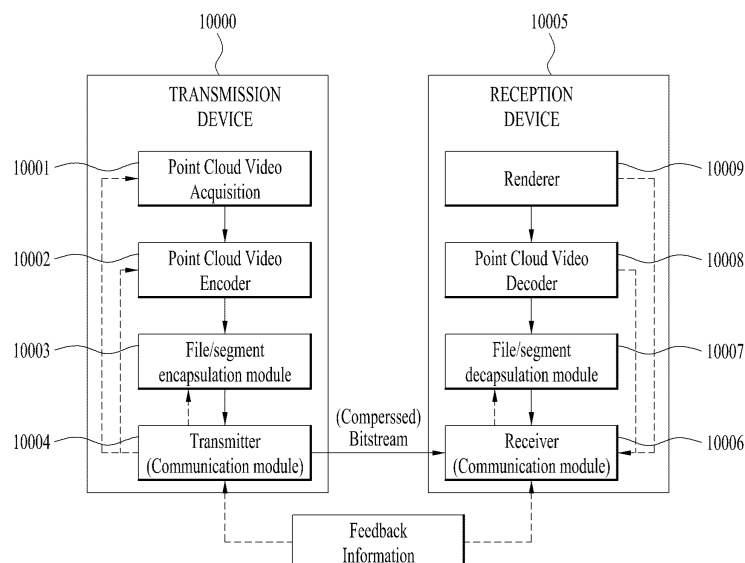 10000
10005
TRANSMISSION
DEVICE
RECEPTION
DEVICE
10001
Point Cloud Video
Acquisition
Renderer
10009
10002
Point Cloud Video
Encoder
Point Cloud Video
Decoder
10008
10003
File/segment
encapsulation module
File/segment
decapsulation module
10007
(Comperssed)
Bitstream
10004
Transmitter
(Communication module)
Receiver
(Communication module)
10006
Feedback
Information